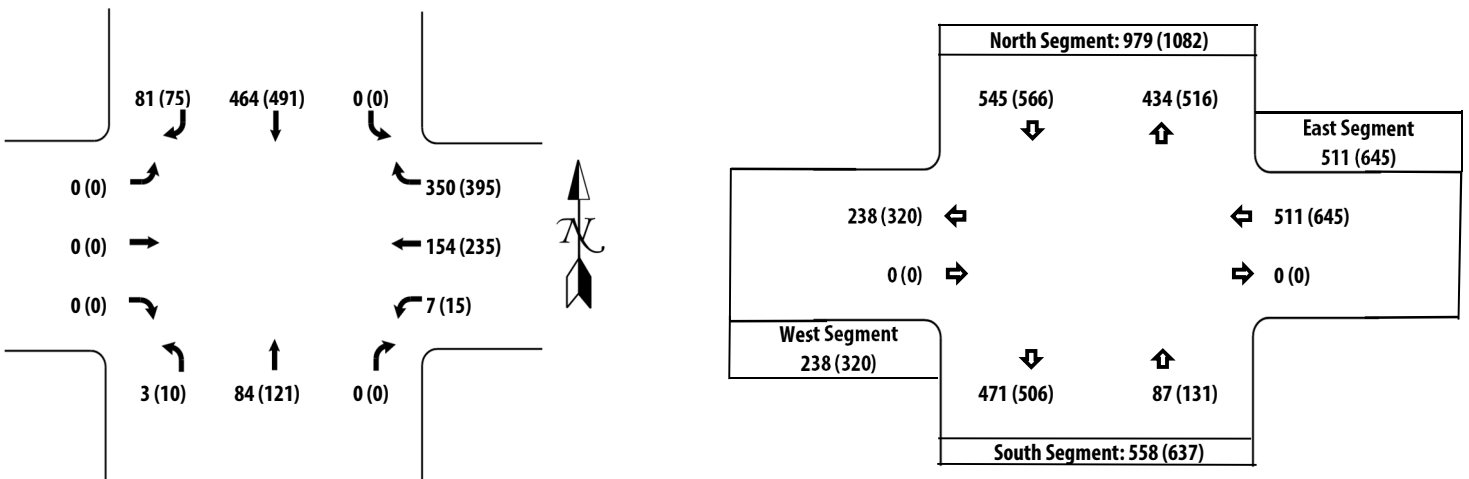 81 (75) 464 (491) 0 (0)
0 (0) 350 (395)
0 (0) 154 (235)
0 (0) 7 (15)
3 (10) 84 (121) 0 (0)
N
North Segment: 979 (1082)
545 (566) 434 (516)
East Segment
511 (645)
238 (320) 511 (645)
0 (0) 0 (0)
West Segment
238 (320)
471 (506) 87 (131)
South Segment: 558 (637)